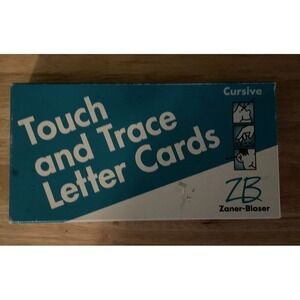 Cursive
Touch
and Trace
Letter Cards
ZB
Zaner-Bloser